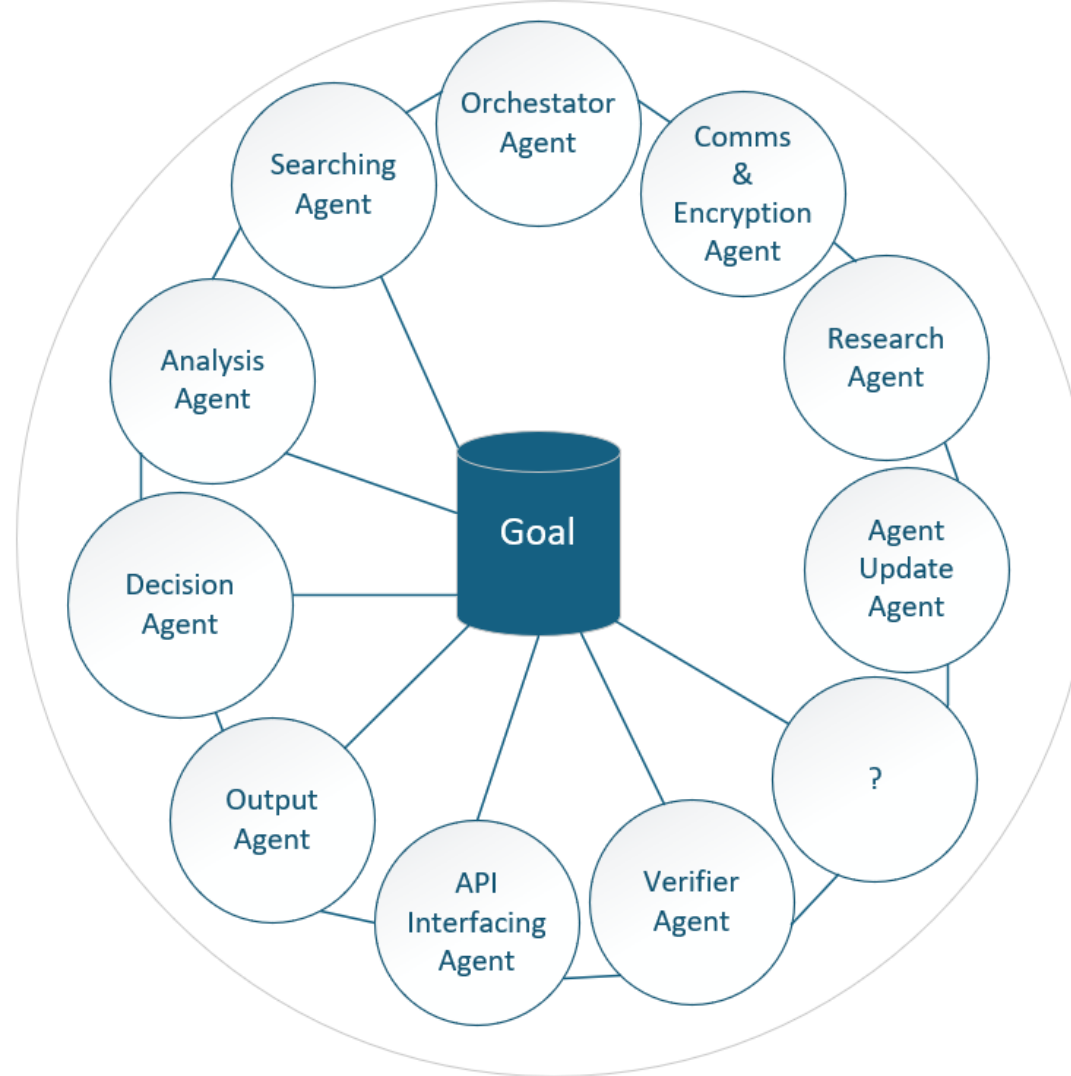 Orchestator
Agent
Comms
&
Encryption
Agent
Research
Agent
Agent
Update
Agent
?
Verifier
Agent
API
Interfacing
Agent
Output
Agent
Decision
Agent
Analysis
Agent
Searching
Agent
Goal